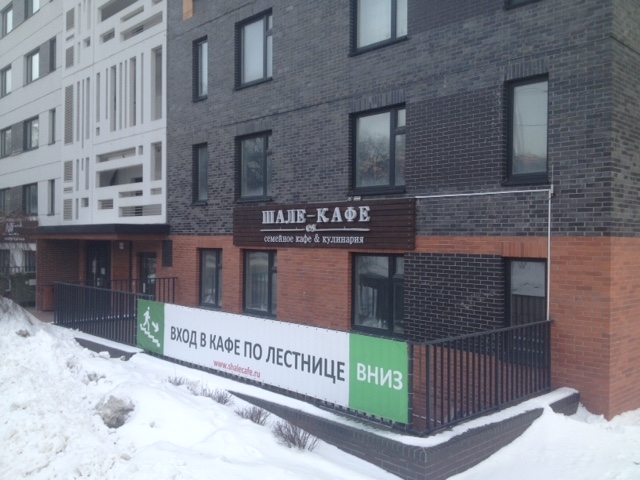 ШАЛЕ-КАФЕ
семейное кафе & кулинария
ВХОД В КАФЕ ПО ЛЕСТНИЦЕ ВНИЗ
www.shalecafe.ru